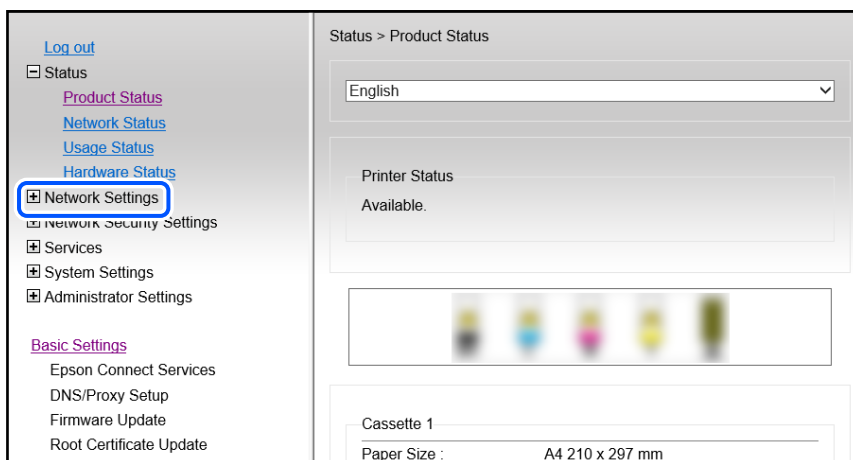 Log out
Status
Product Status
Network Status
Usage Status
Hardware Status
Network Settings
Network Security Settings
Services
System Settings
Administrator Settings
Basic Settings
Epson Connect Services
DNS/Proxy Setup
Firmware Update
Root Certificate Update
Status > Product Status
English
Printer Status
Available.
Cassette 1
Paper Size : A4 210 x 297 mm